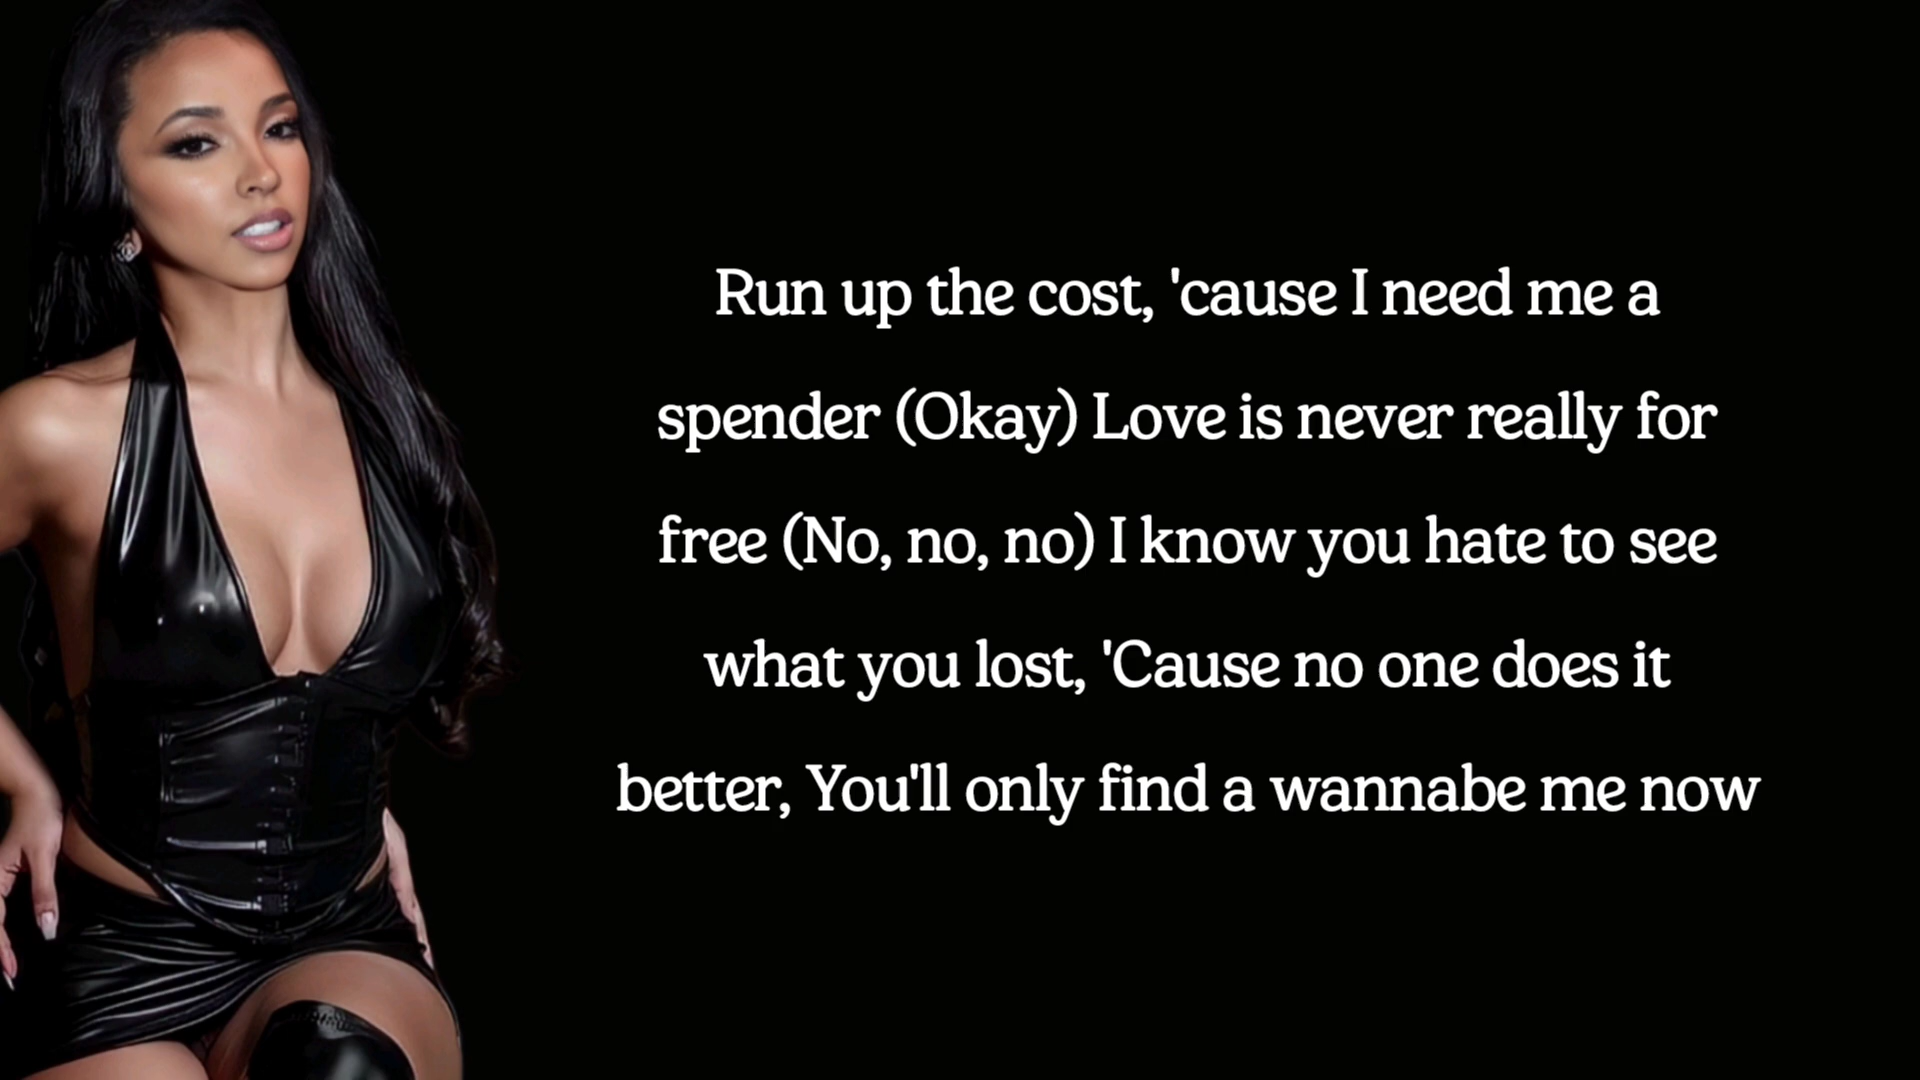 Run up the cost, 'cause I need me a
spender (Okay) Love is never really for
free (No, no, no) I know you hate to see
what you lost, 'Cause no one does it
better, You'll only find a wannabe me now